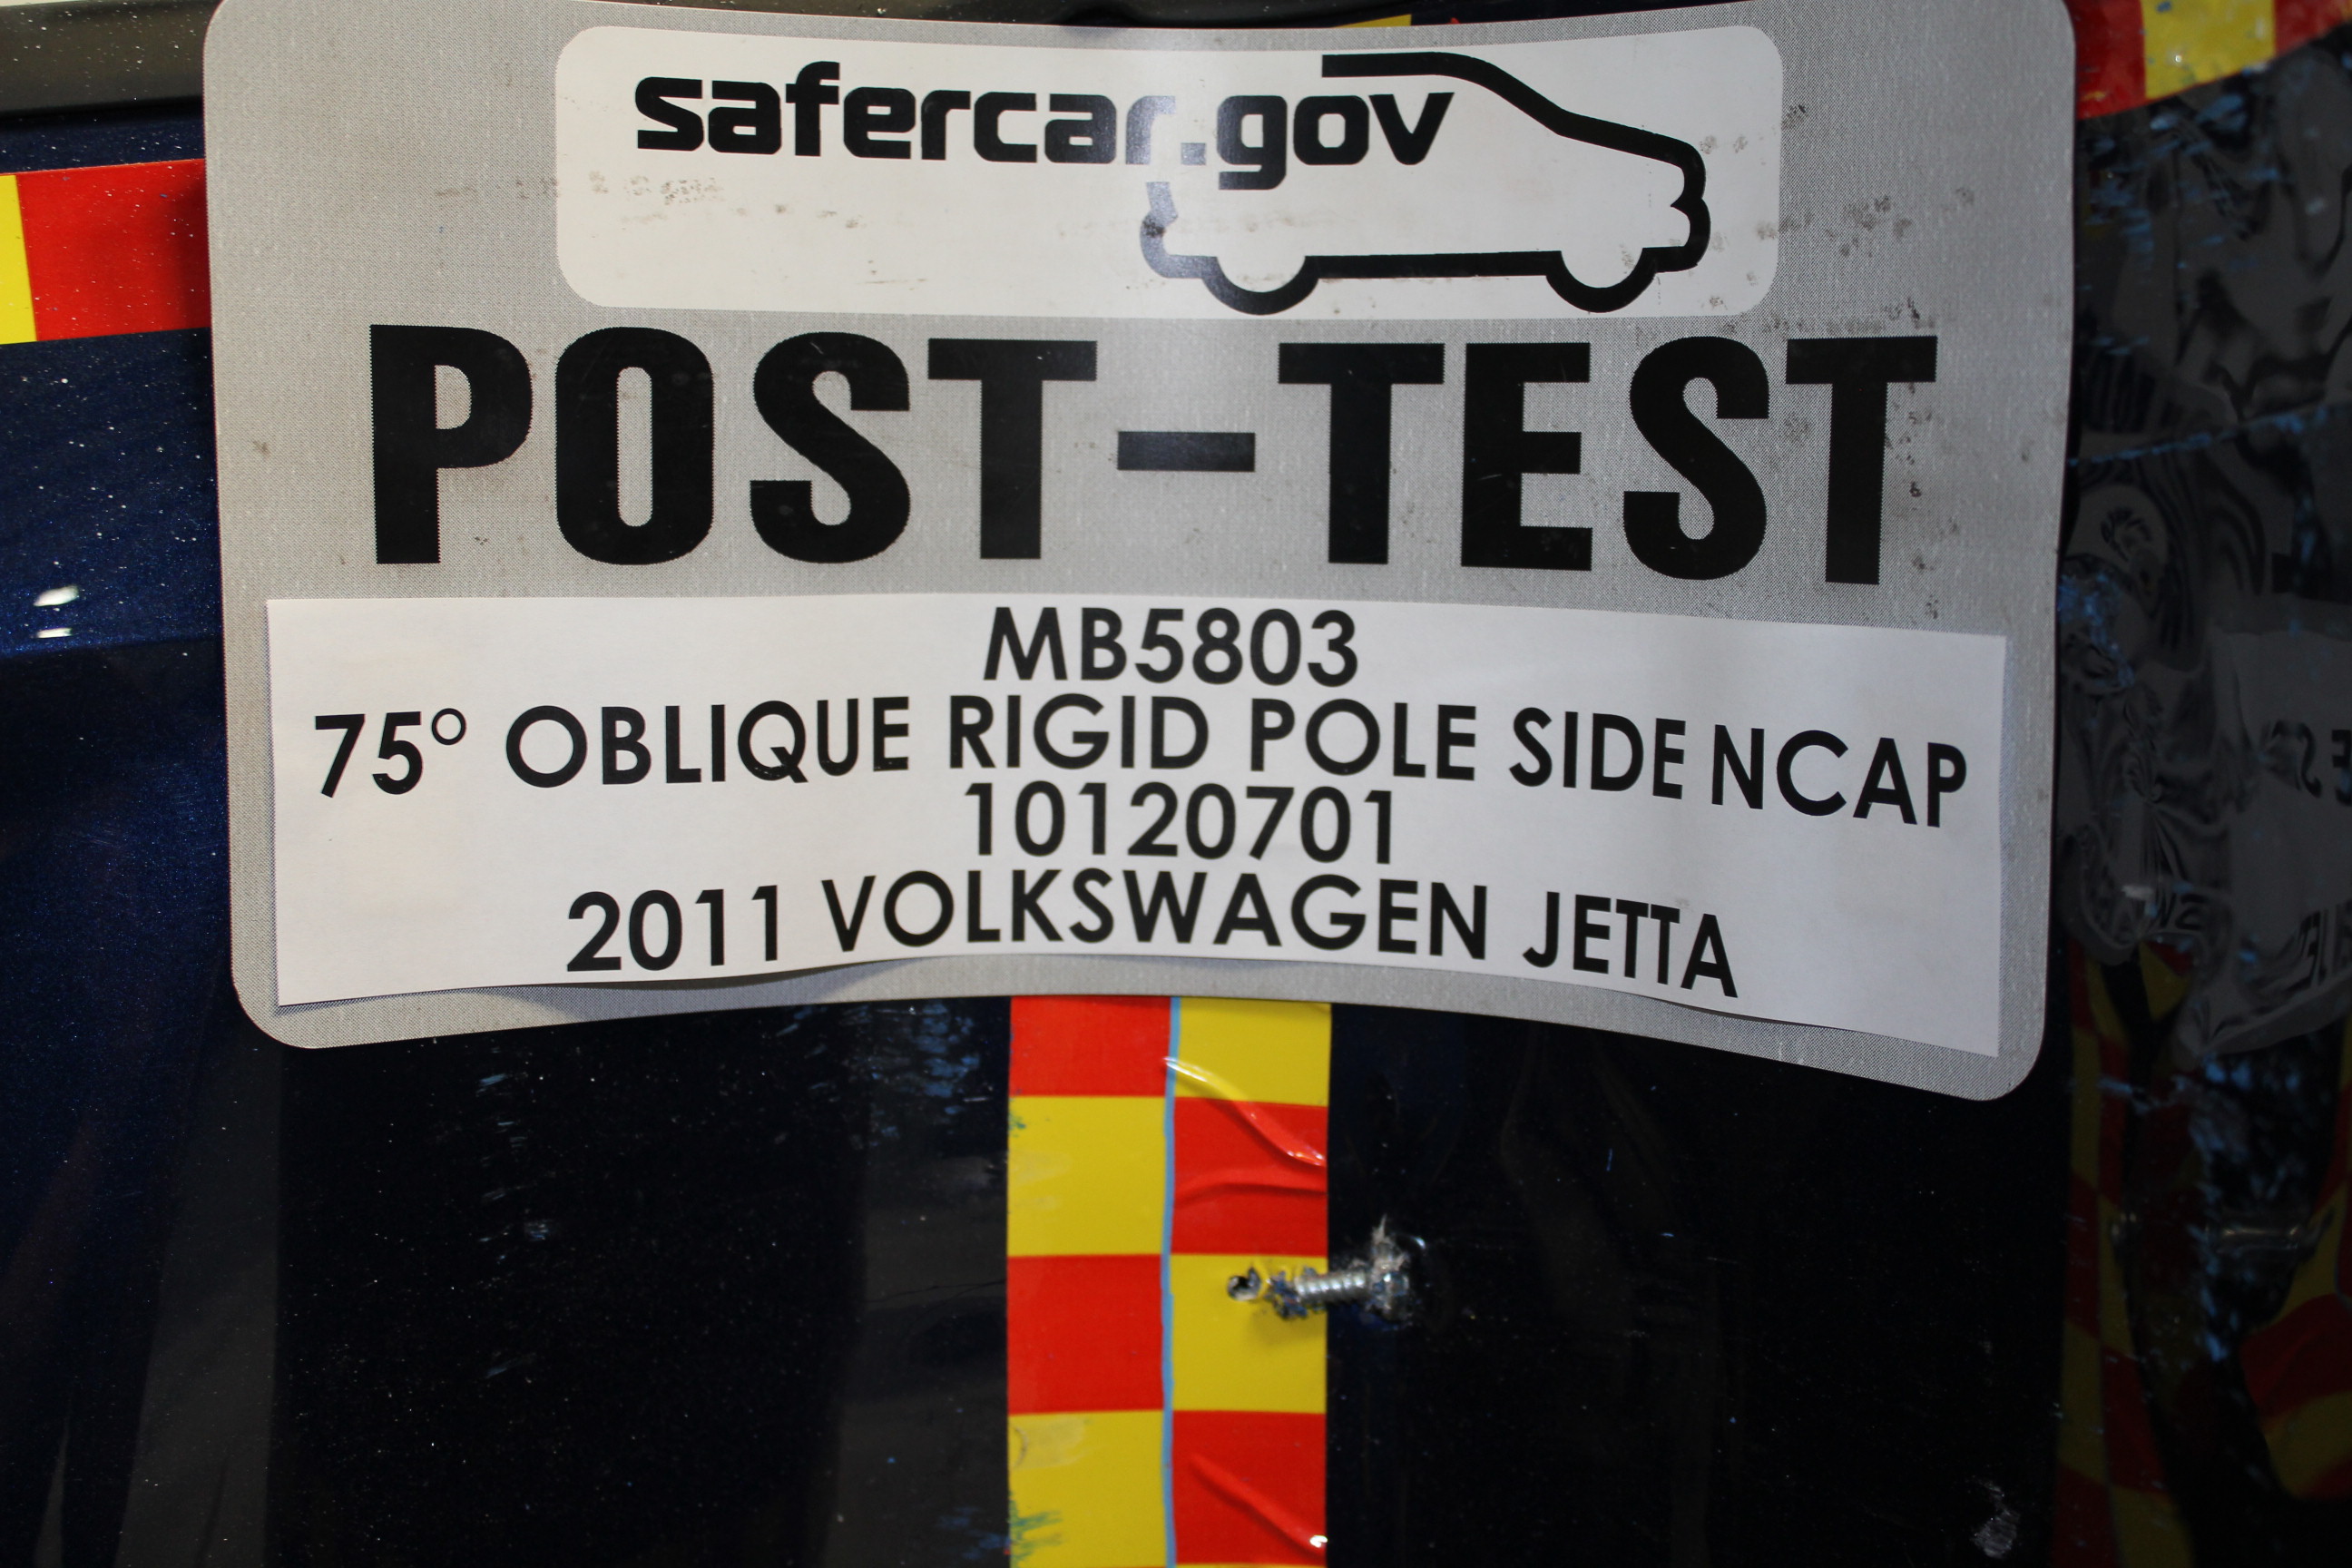 safercar.gov
POST-TEST
MB5803
75° OBLIQUE RIGID POLE SIDE NCAP
10120701
2011 VOLKSWAGEN JETTA